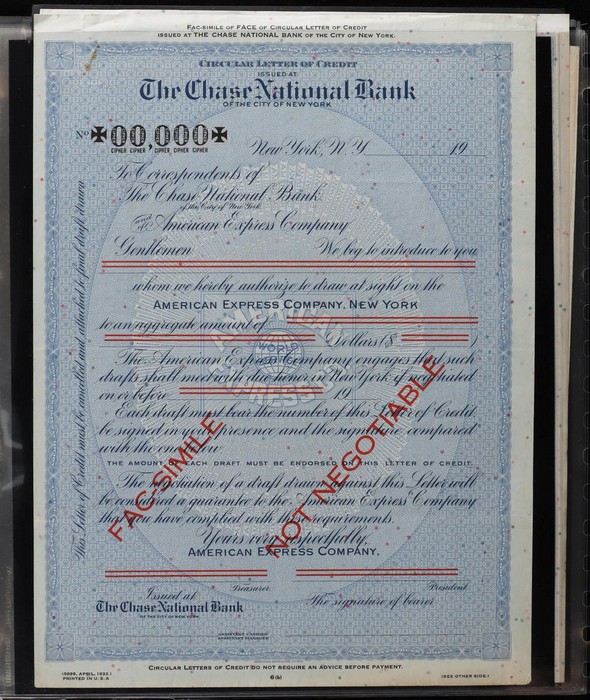 FAC-SIMILE OF FACE OF CIRCULAR LETTER OF CREDIT
ISSUED AT THE CHASE NATIONAL BANK OF THE CITY OF NEW YORK.
CIRCULAR LETTER OF CREDIT
ISSUED AT
The Chase National Bank
OF THE CITY OF NEW YORK
No 00,000
CIPHER CIPHER CIPHER CIPHER CIPHER
New York, N.Y. 19
To Correspondents of
The Chase National Bank
of the City of New York
and of American Express Company
Gentlemen We beg to introduce to you
whom we hereby authorize to draw at sight on the
AMERICAN EXPRESS COMPANY, NEW YORK
to an aggregate amount of
Dollars ($ )
The American Express Company engages that such
drafts shall meet with due honor in New York if negotiated
on or before 19
Each draft must bear the number of this Letter of Credit,
be signed in your presence and the signature compared
with the one below.
THE AMOUNT OF EACH DRAFT MUST BE ENDORSED ON THIS LETTER OF CREDIT.
The negotiation of a draft drawn against this Letter will
be considered a guarantee to the American Express Company
that you have complied with these requirements.
Yours very respectfully,
AMERICAN EXPRESS COMPANY,
Treasurer President
Issued at
The Chase National Bank
OF THE CITY OF NEW YORK
The signature of bearer
This Letter of Credit must be cancelled and attached to final draft drawn
AMERICAN
WORLD
EXPRESS
FAC-SIMILE
NOT NEGOTIABLE
CIRCULAR LETTERS OF CREDIT DO NOT REQUIRE AN ADVICE BEFORE PAYMENT.
PRINTED IN U.S.A
6 (b)
(SEE OTHER SIDE.)